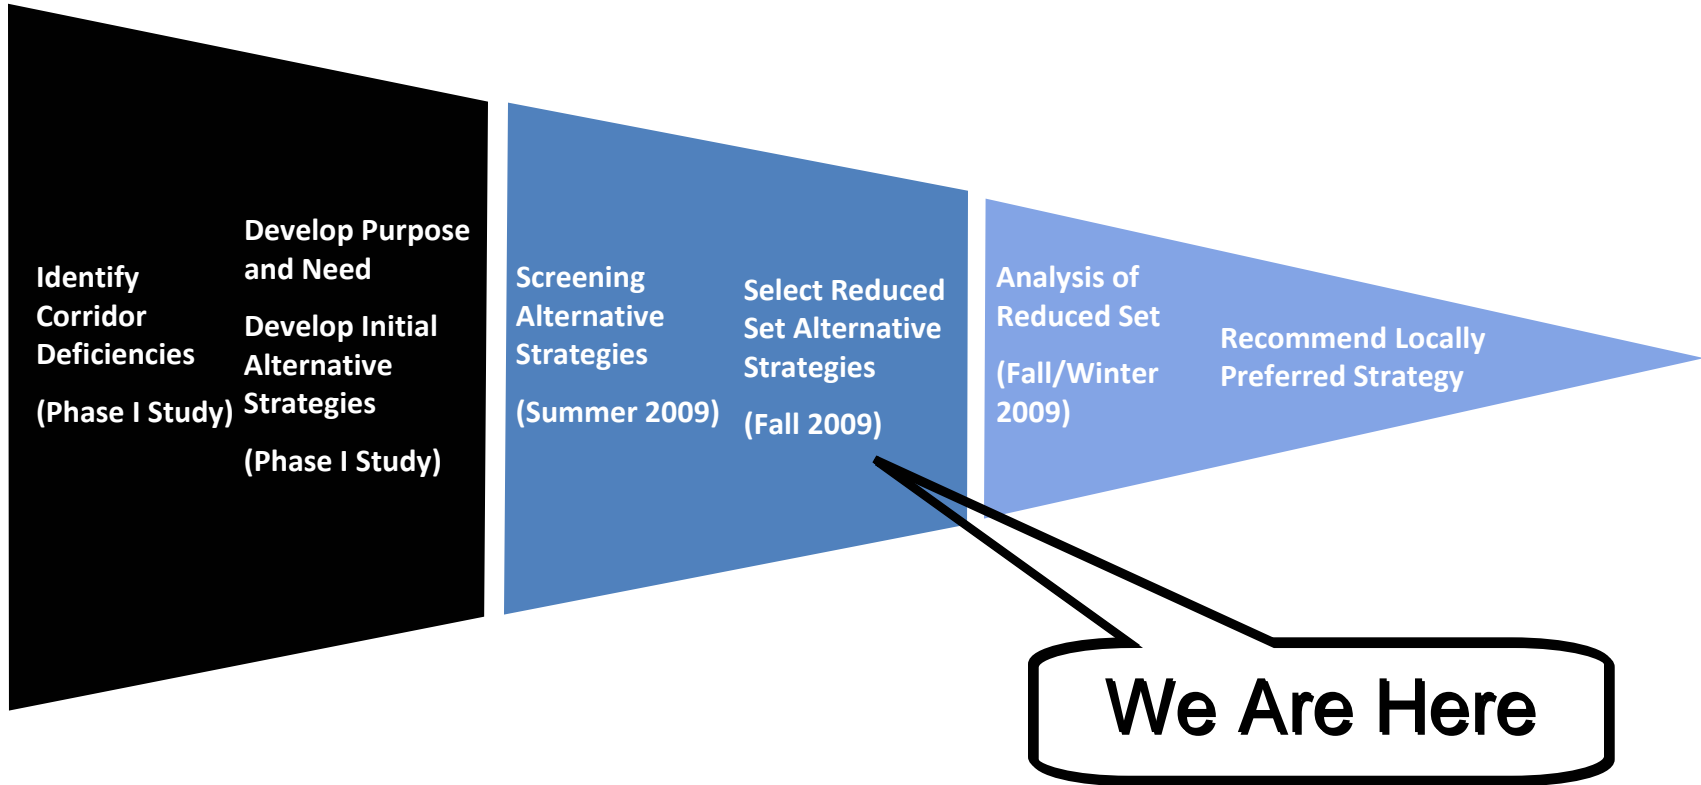 Identify
Corridor
Deficiencies
(Phase I Study)
Develop Purpose
and Need
Develop Initial
Alternative
Strategies
(Phase I Study)
Screening
Alternative
Strategies
(Summer 2009)
Select Reduced
Set Alternative
Strategies
(Fall 2009)
Analysis of
Reduced Set
(Fall/Winter
2009)
Recommend Locally
Preferred Strategy
We Are Here